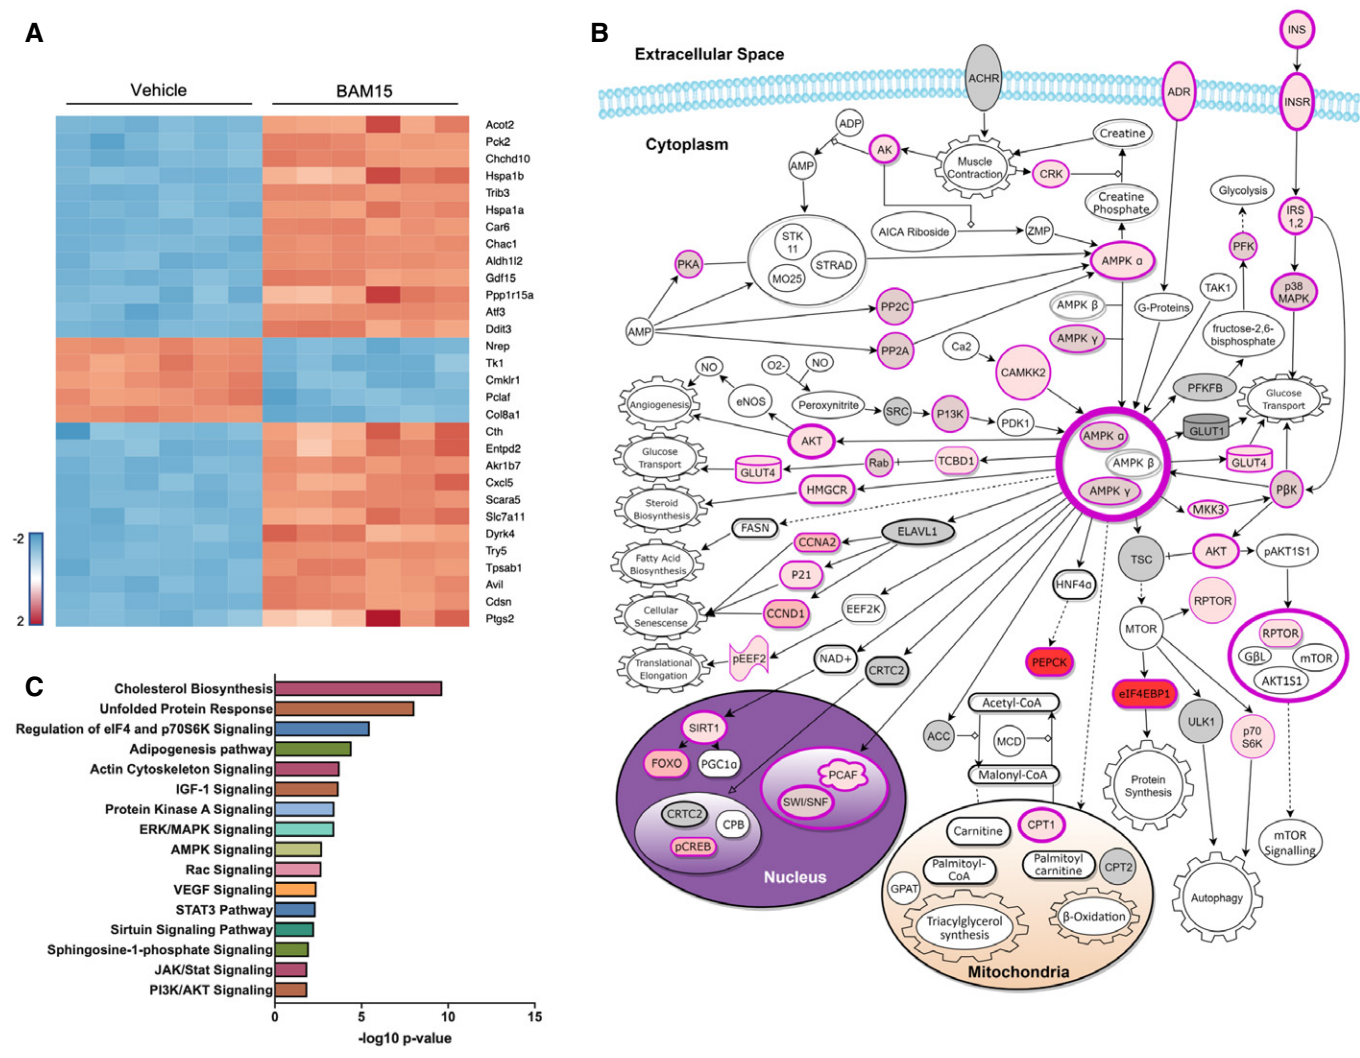 A
Vehicle
BAM15
Acot2
Pck2
Chchd10
Hspa1b
Trib3
Hspa1a
Car6
Chac1
Aldh1l2
Gdf15
Ppp1r15a
Atf3
Ddit3
Nrep
Tk1
Cmklr1
Pclaf
Col8a1
Cth
Entpd2
Akr1b7
Cxcl5
Scara5
Slc7a11
Dyrk4
Try5
Tpsab1
Avil
Cdsn
Ptgs2
-2
2
B
Extracellular Space
Cytoplasm
INS
ACHR
ADR
INSR
ADP
AK
AMP
Muscle
Contraction
CRK
Creatine
Creatine
Phosphate
Glycolysis
IRS
1,2
STK
11
MO25
STRAD
AICA Riboside
ZMP
PKA
AMPK α
PFK
AMP
PP2C
PP2A
AMPK β
AMPK γ
G-Proteins
TAK1
p38
MAPK
fructose-2,6-
bisphosphate
Ca2
CAMKK2
NO
O2-
NO
Angiogenesis
eNOS
Peroxynitrite
SRC
P13K
PDK1
PFKFB
Glucose
Transport
GLUT1
AKT
AMPK α
AMPK β
AMPK γ
Glucose
Transport
GLUT4
Rab
TCBD1
GLUT4
HMGCR
PβK
Steroid
Biosynthesis
MKK3
FASN
ELAVL1
CCNA2
Fatty Acid
Biosynthesis
TSC
AKT
pAKT1S1
P21
HNF4α
Cellular
Senescense
CCND1
EEF2K
RPTOR
MTOR
RPTOR
GβL
mTOR
AKT1S1
Translational
Elongation
pEEF2
NAD+
CRTC2
PEPCK
eIF4EBP1
Acetyl-CoA
SIRT1
ACC
MCD
ULK1
p70
S6K
FOXO
PGC1α
Malonyl-CoA
PCAF
SWI/SNF
Protein
Synthesis
CRTC2
CPB
pCREB
Carnitine
CPT1
mTOR
Signalling
Nucleus
Palmitoyl-
CoA
Palmitoyl
carnitine
CPT2
GPAT
Triacylglycerol
synthesis
β-Oxidation
Autophagy
Mitochondria
C
Cholesterol Biosynthesis
Unfolded Protein Response
Regulation of eIF4 and p70S6K Signaling
Adipogenesis pathway
Actin Cytoskeleton Signaling
IGF-1 Signaling
Protein Kinase A Signaling
ERK/MAPK Signaling
AMPK Signaling
Rac Signaling
VEGF Signaling
STAT3 Pathway
Sirtuin Signaling Pathway
Sphingosine-1-phosphate Signaling
JAK/Stat Signaling
PI3K/AKT Signaling
0
5
10
15
-log10 p-value